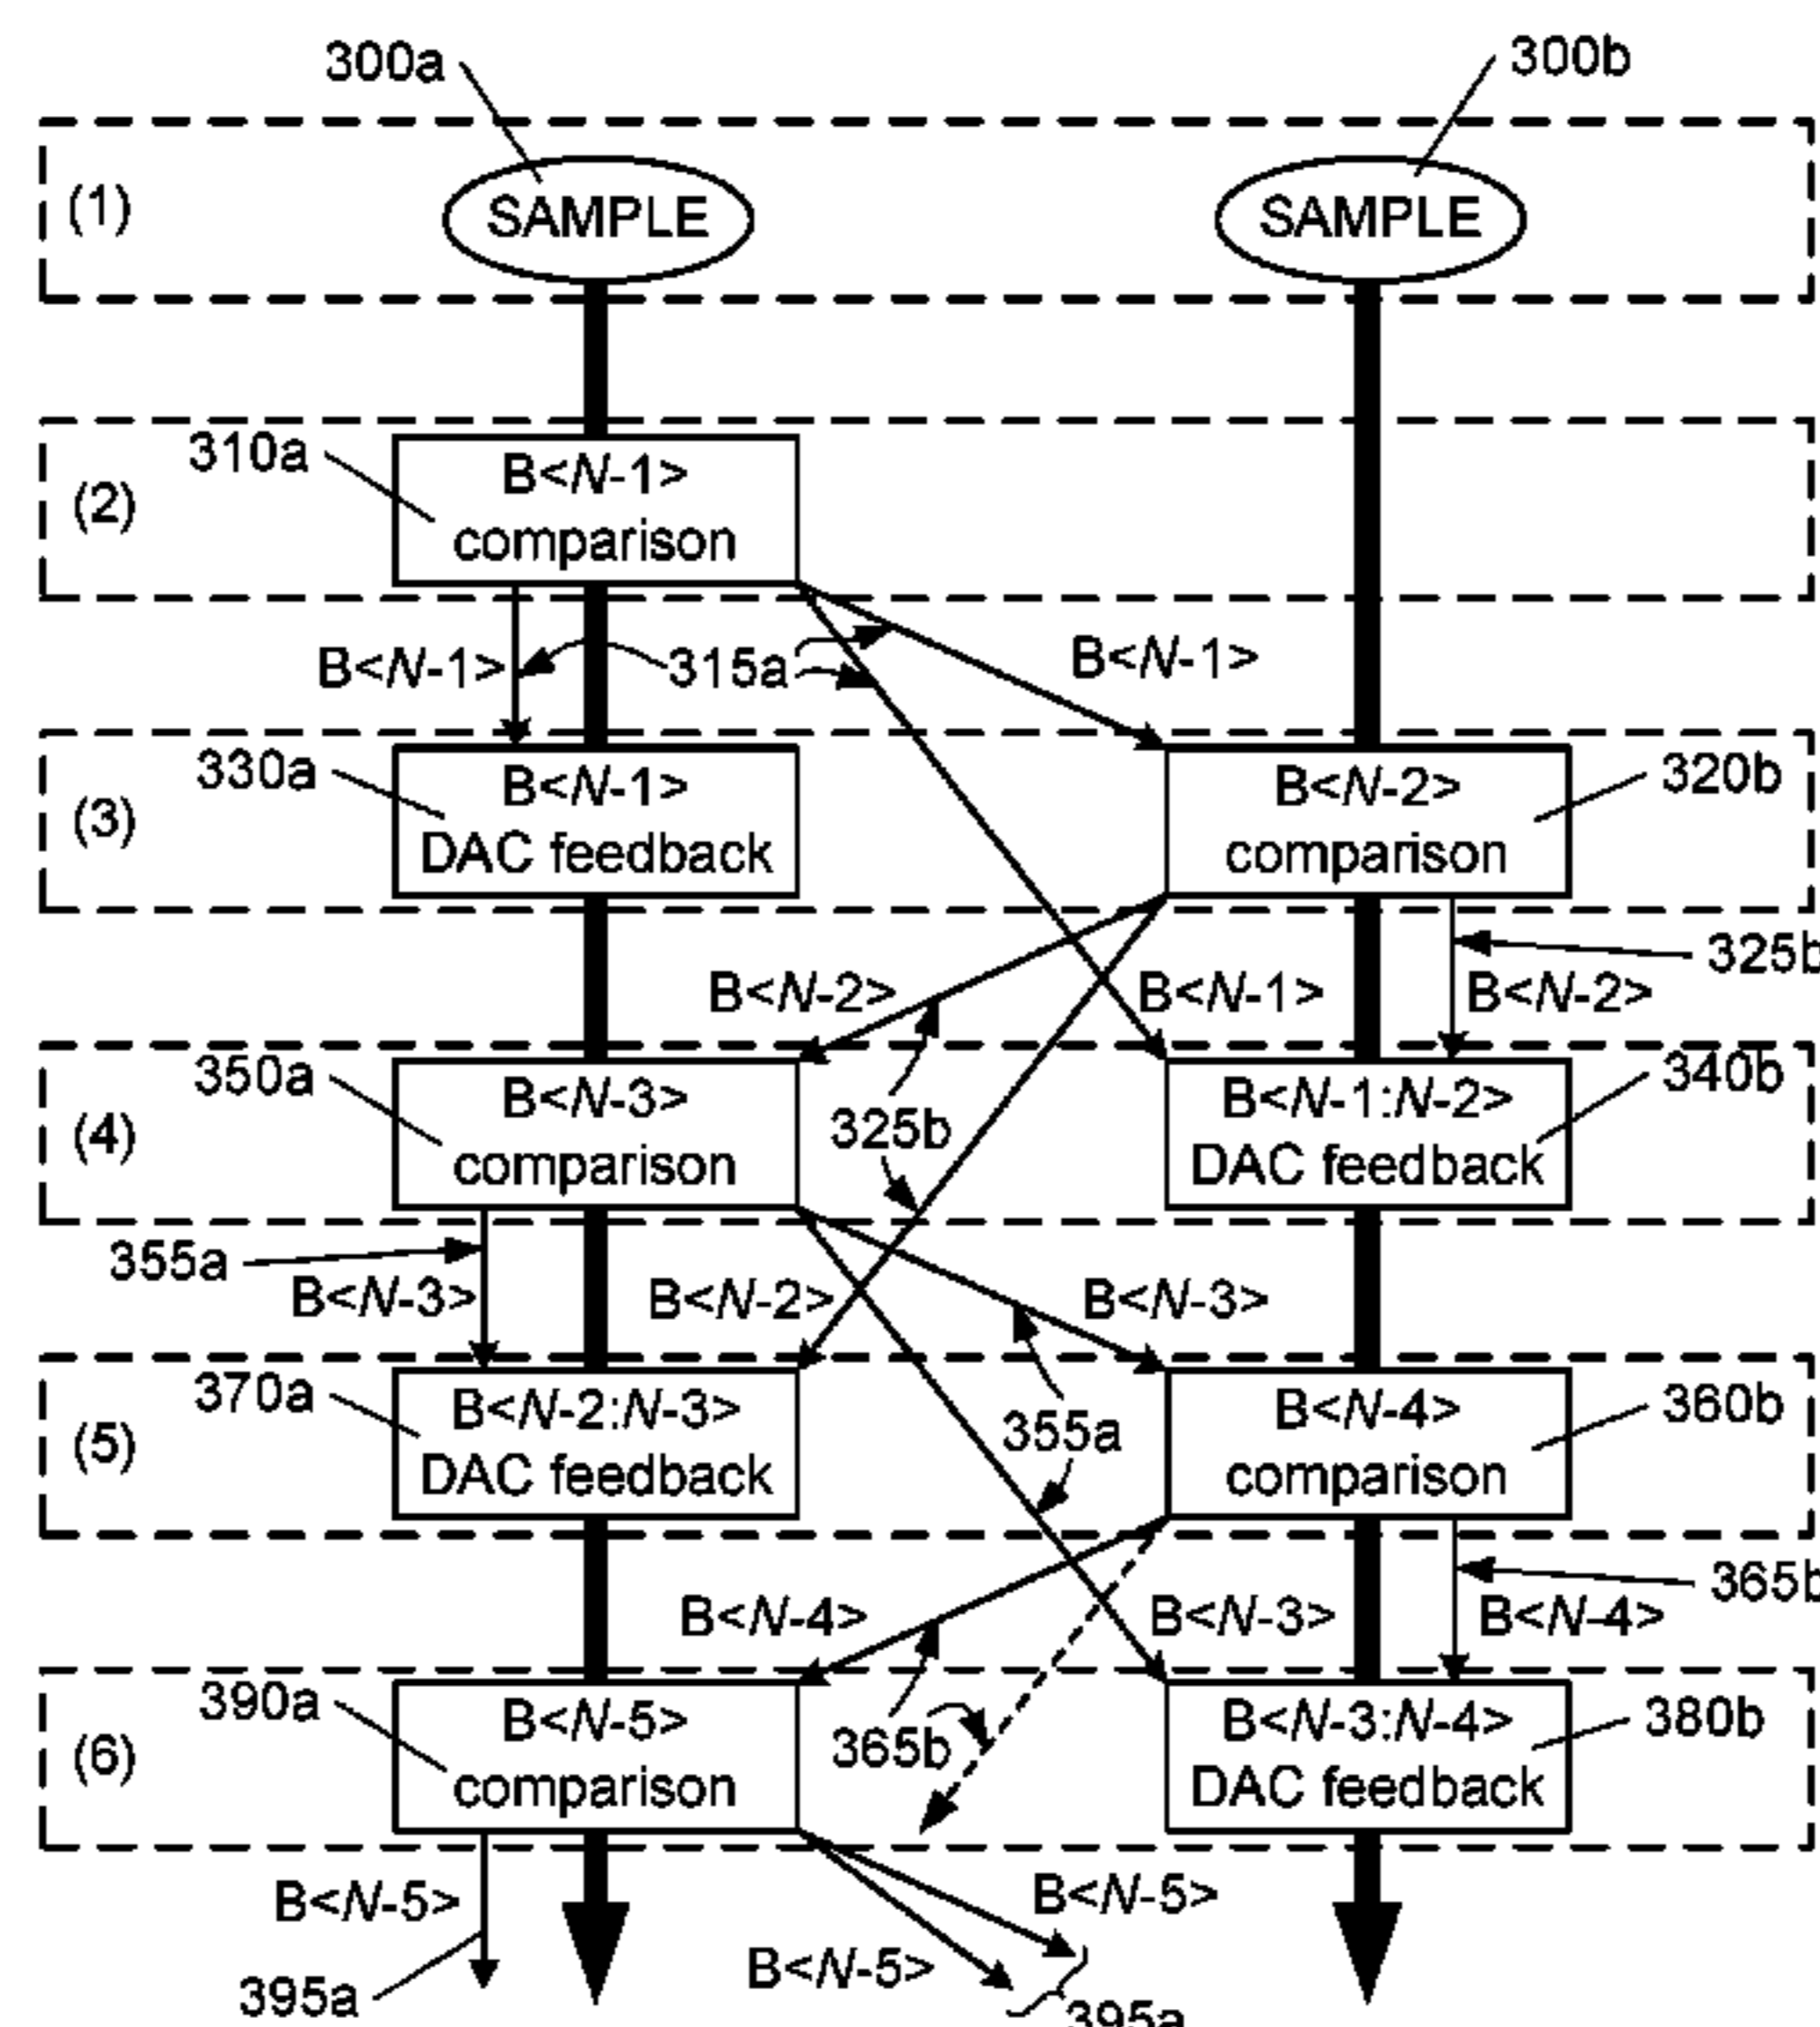 300a
300b
(1)
SAMPLE
SAMPLE
310a
(2)
B<N-1>
comparison
B<N-1>
315a
B<N-1>
330a
(3)
B<N-1>
DAC feedback
B<N-2>
comparison
320b
325b
B<N-2>
B<N-1>
B<N-2>
350a
(4)
B<N-3>
comparison
325b
B<N-1:N-2>
DAC feedback
340b
355a
B<N-3>
B<N-2>
B<N-3>
370a
(5)
B<N-2:N-3>
DAC feedback
355a
B<N-4>
comparison
360b
365b
B<N-4>
B<N-3>
B<N-4>
390a
(6)
B<N-5>
comparison
365b
B<N-3:N-4>
DAC feedback
380b
B<N-5>
B<N-5>
B<N-5>
395a
395a